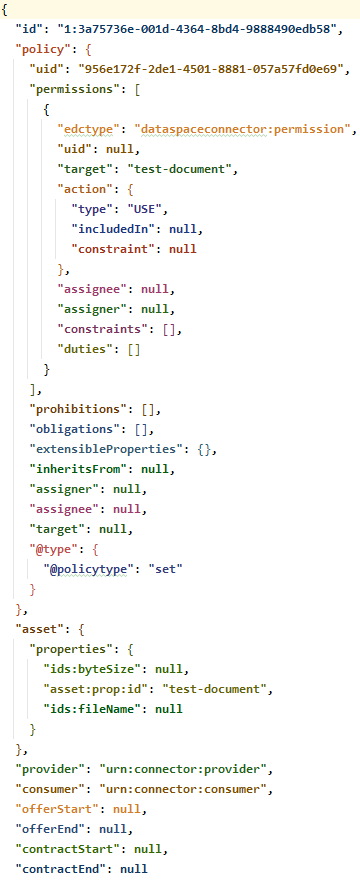 {
  "id": "1:3a75736e-001d-4364-8bd4-9888490edb58",
  "policy": {
    "uid": "956e172f-2de1-4501-8881-057a57fd0e69",
    "permissions": [
      {
        "edctype": "dataspaceconnector:permission",
        "uid": null,
        "target": "test-document",
        "action": {
          "type": "USE",
          "includedIn": null,
          "constraint": null
        },
        "assignee": null,
        "assigner": null,
        "constraints": [],
        "duties": []
      }
    ],
    "prohibitions": [],
    "obligations": [],
    "extensibleProperties": {},
    "inheritsFrom": null,
    "assigner": null,
    "assignee": null,
    "target": null,
    "@type": {
      "@policytype": "set"
    }
  },
  "asset": {
    "properties": {
      "ids:byteSize": null,
      "asset:prop:id": "test-document",
      "ids:fileName": null
    }
  },
  "provider": "urn:connector:provider",
  "consumer": "urn:connector:consumer",
  "offerStart": null,
  "offerEnd": null,
  "contractStart": null,
  "contractEnd": null